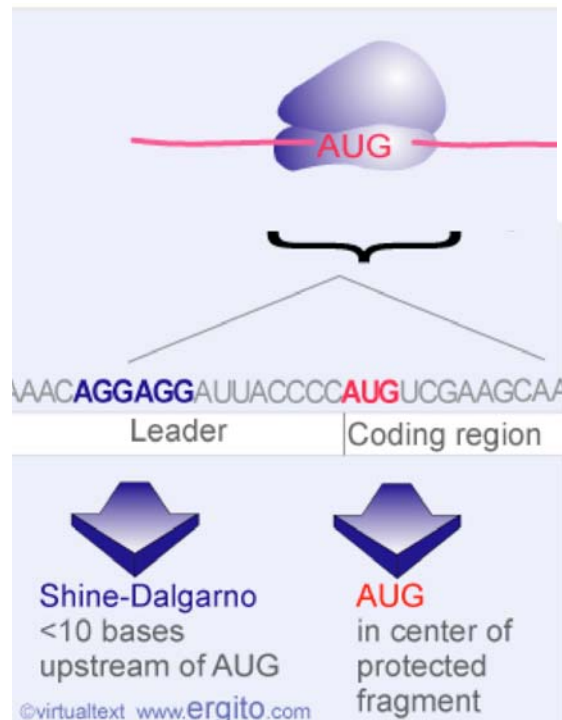 AUG
AAACAGGAGGAUUACCCCAUGUCGAAGCAA
Leader
Coding region
Shine-Dalgarno
<10 bases
upstream of AUG
AUG
in center of
protected
fragment
©virtualtext www.ergito.com